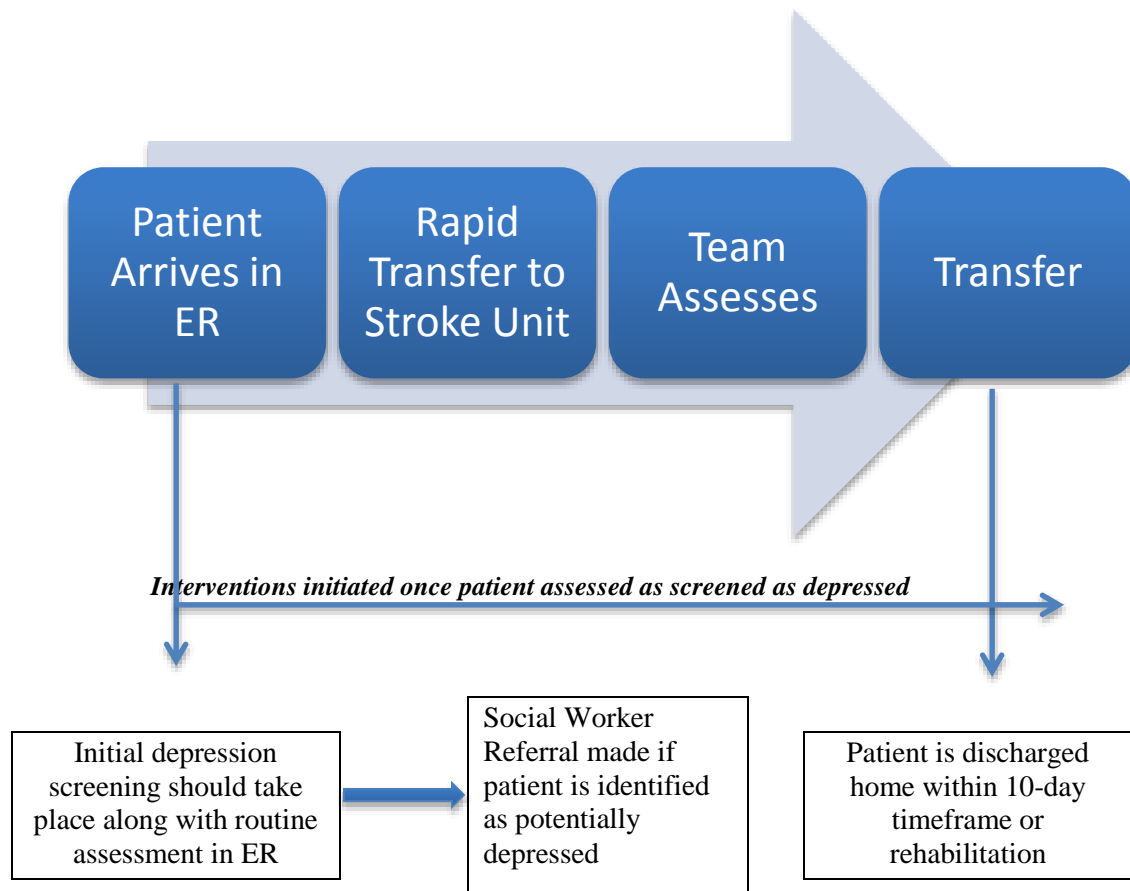 Patient
Arrives in
ER
Rapid
Transfer to
Stroke Unit
Team
Assesses
Transfer
Interventions initiated once patient assessed as screened as depressed
Initial depression
screening should take
place along with routine
assessment in ER
Social Worker
Referral made if
patient is identified
as potentially
depressed
Patient is discharged
home within 10-day
timeframe or
rehabilitation